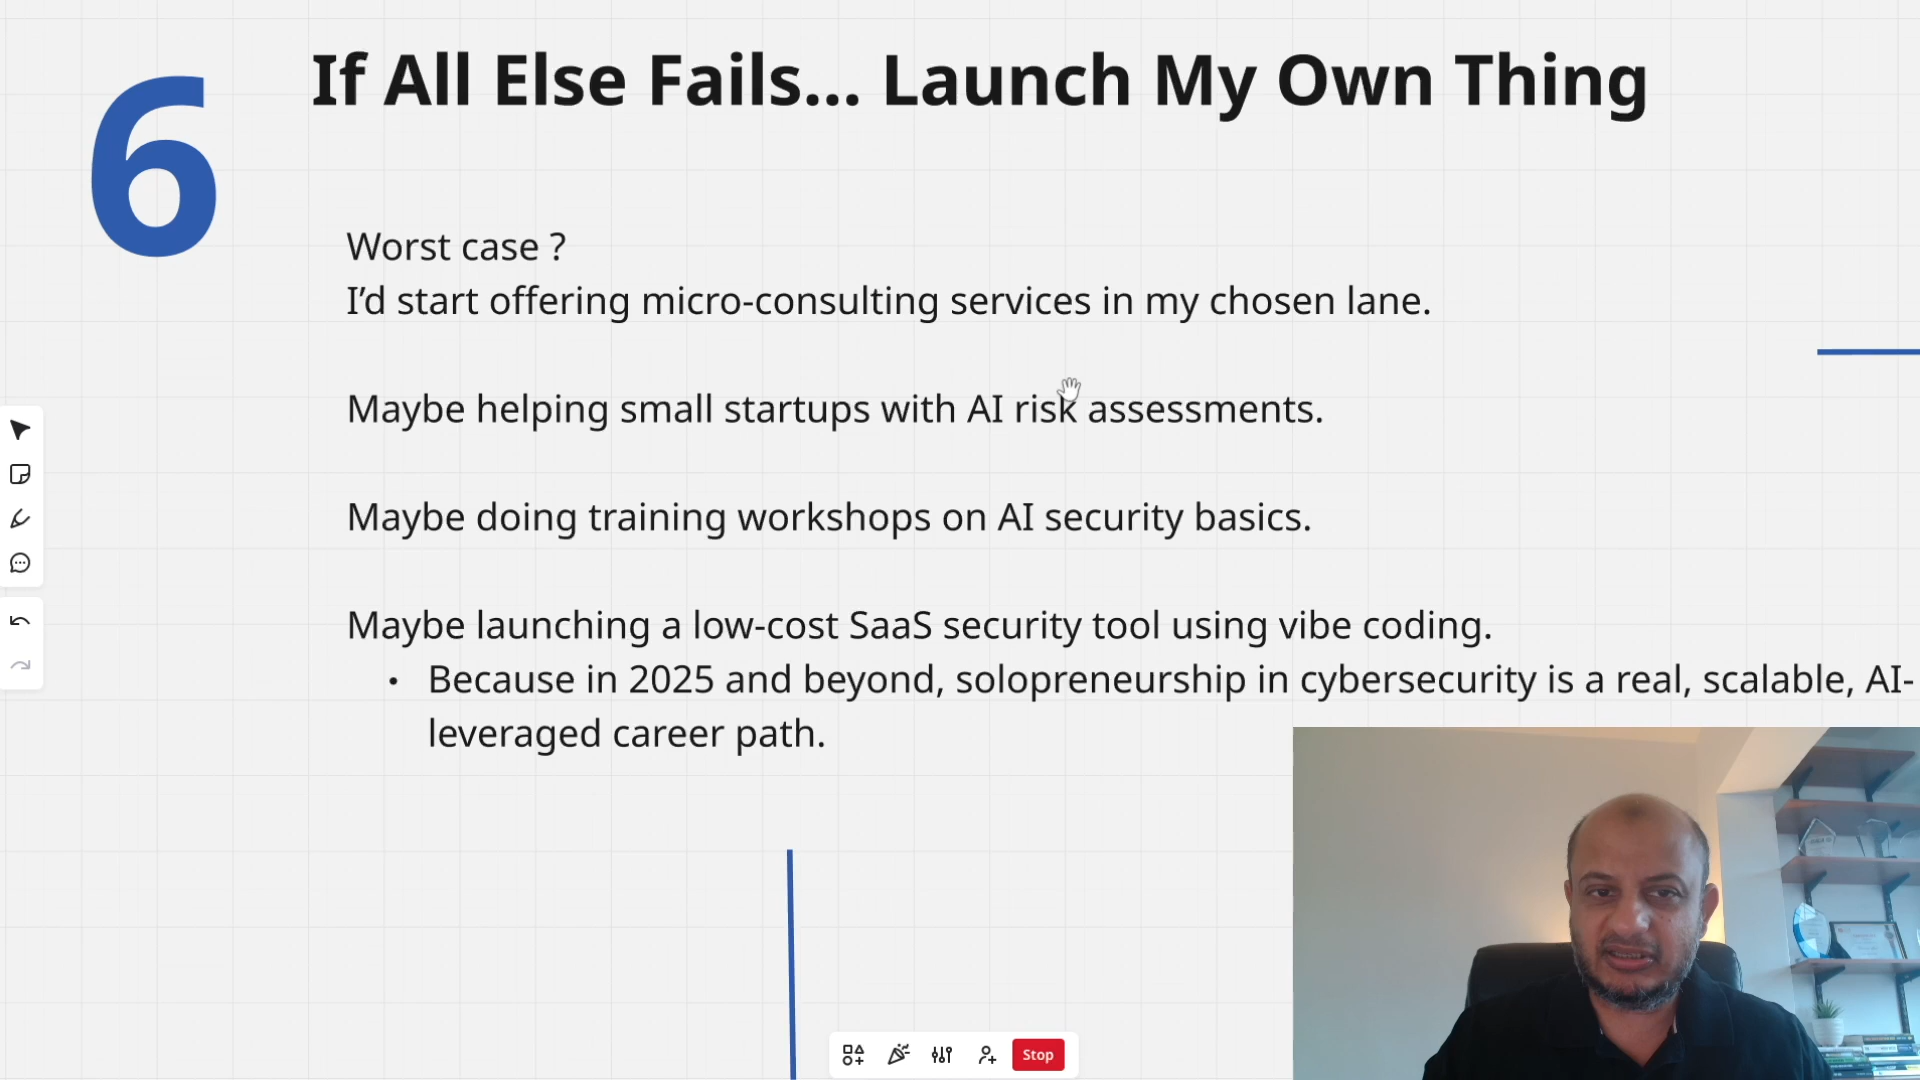 6
If All Else Fails... Launch My Own Thing
Worst case ?
I’d start offering micro-consulting services in my chosen lane.
Maybe helping small startups with AI risk assessments.
Maybe doing training workshops on AI security basics.
Maybe launching a low-cost SaaS security tool using vibe coding.
• Because in 2025 and beyond, solopreneurship in cybersecurity is a real, scalable, AI-
leveraged career path.
Stop